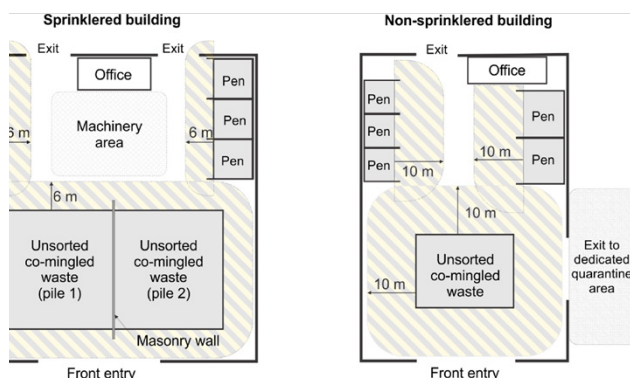 Sprinklered building
Exit
Exit
Office
Pen
Machinery
area
Pen
6 m
6 m
Pen
6 m
Unsorted
co-mingled
waste
(pile 1)
Unsorted
co-mingled
waste
(pile 2)
Masonry wall
Front entry
Non-sprinklered building
Exit
Office
Pen
Pen
Pen
Pen
Pen
10 m
10 m
10 m
Unsorted
co-mingled
waste
10 m
Exit to
dedicated
quarantine
area
Front entry